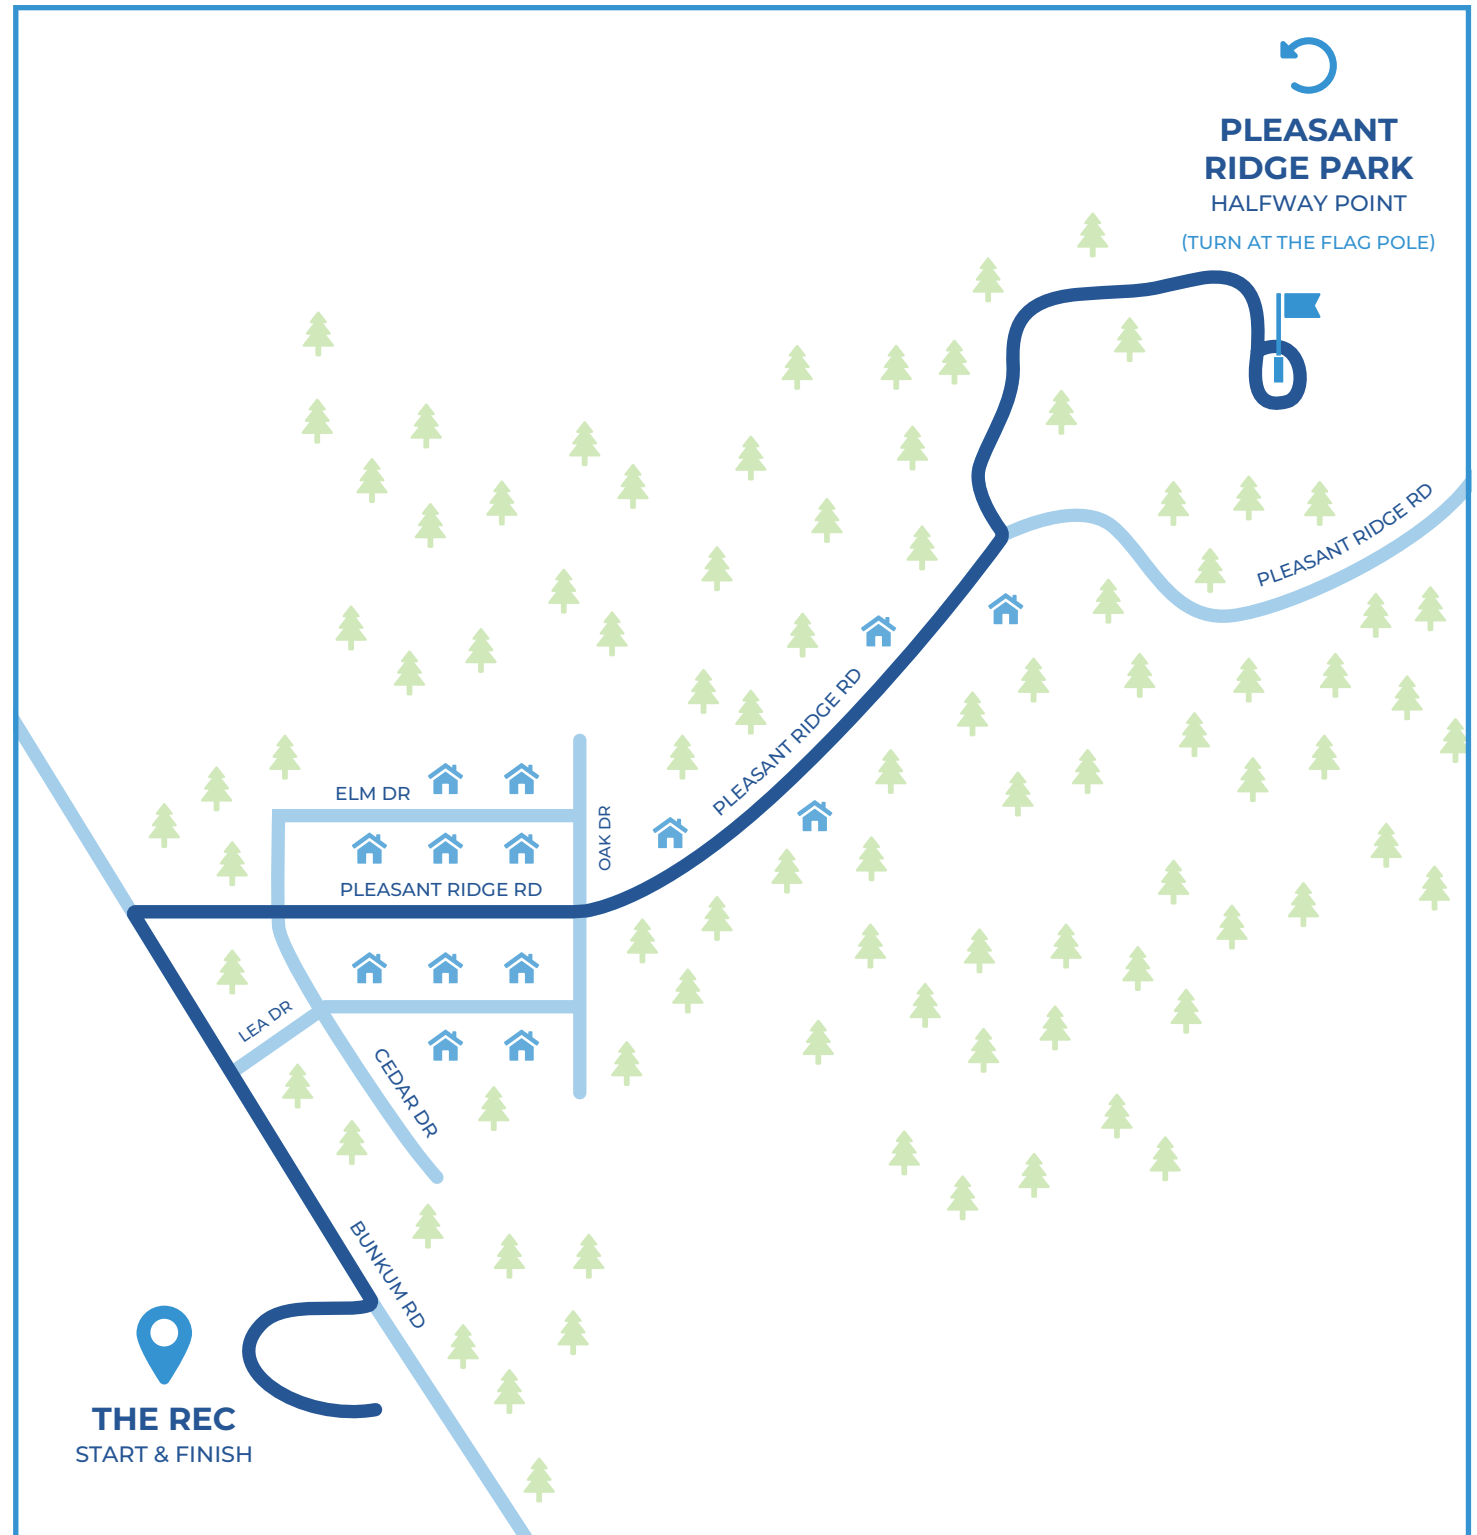 PLEASANT
RIDGE PARK
HALFWAY POINT
(TURN AT THE FLAG POLE)
PLEASANT RIDGE RD
PLEASANT RIDGE RD
ELM DR
OAK DR
PLEASANT RIDGE RD
LEA DR
CEDAR DR
BUNKUM RD
THE REC
START & FINISH